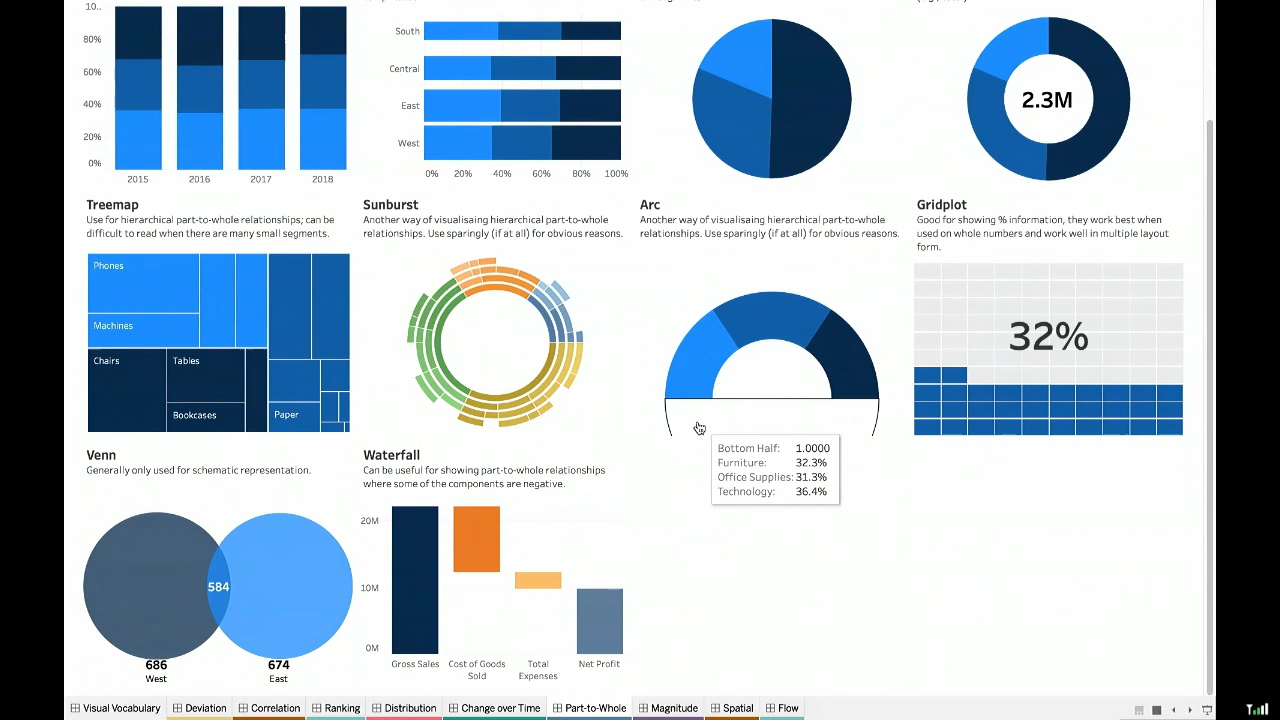 10..
80%
60%
40%
20%
0%
2015
2016
2017
2018
South
Central
East
West
0%
20%
40%
60%
80%
100%
2.3M
Treemap
Use for hierarchical part-to-whole relationships; can be
difficult to read when there are many small segments.
Phones
Machines
Chairs
Tables
Bookcases
Paper
Sunburst
Another way of visualising hierarchical part-to-whole
relationships. Use sparingly (if at all) for obvious reasons.
Arc
Another way of visualising hierarchical part-to-whole
relationships. Use sparingly (if at all) for obvious reasons.
Bottom Half: 1.0000
Furniture: 32.3%
Office Supplies: 31.3%
Technology: 36.4%
Gridplot
Good for showing % information, they work best when
used on whole numbers and work well in multiple layout
form.
32%
Venn
Generally only used for schematic representation.
584
686
West
674
East
Waterfall
Can be useful for showing part-to-whole relationships
where some of the components are negative.
20M
10M
0M
Gross Sales
Cost of Goods
Sold
Total
Expenses
Net Profit
Visual Vocabulary
Deviation
Correlation
Ranking
Distribution
Change over Time
Part-to-Whole
Magnitude
Spatial
Flow